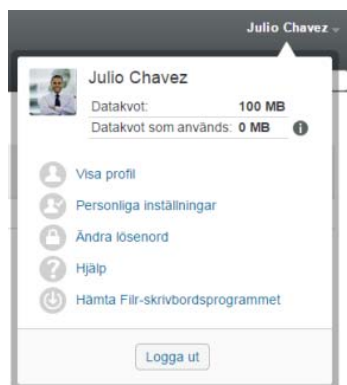 Julio Chavez
Julio Chavez
Datakvot: 100 MB
Datakvot som används: 0 MB
Visa profil
Personliga inställningar
Ändra lösenord
Hjälp
Hämta Filr-skrivbordsprogrammet
Logga ut